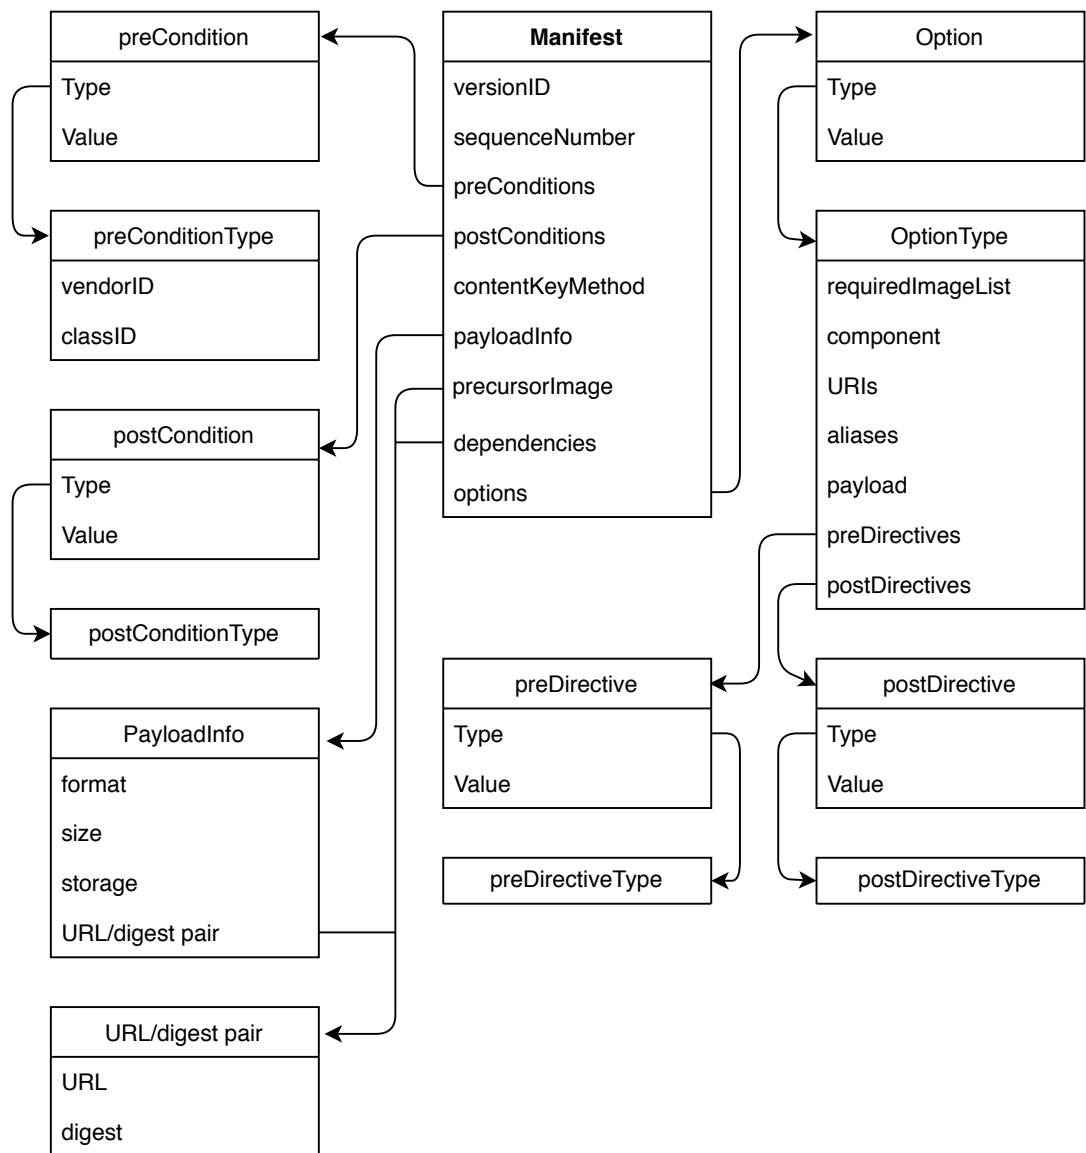 preCondition
Type
Value
preConditionType
vendorID
classID
postCondition
Type
Value
postConditionType
PayloadInfo
format
size
storage
URL/digest pair
URL/digest pair
URL
digest
Manifest
versionID
sequenceNumber
preConditions
postConditions
contentKeyMethod
payloadInfo
precursorImage
dependencies
options
preDirective
Type
Value
preDirectiveType
Option
Type
Value
OptionType
requiredImageList
component
URIs
aliases
payload
preDirectives
postDirectives
postDirective
Type
Value
postDirectiveType